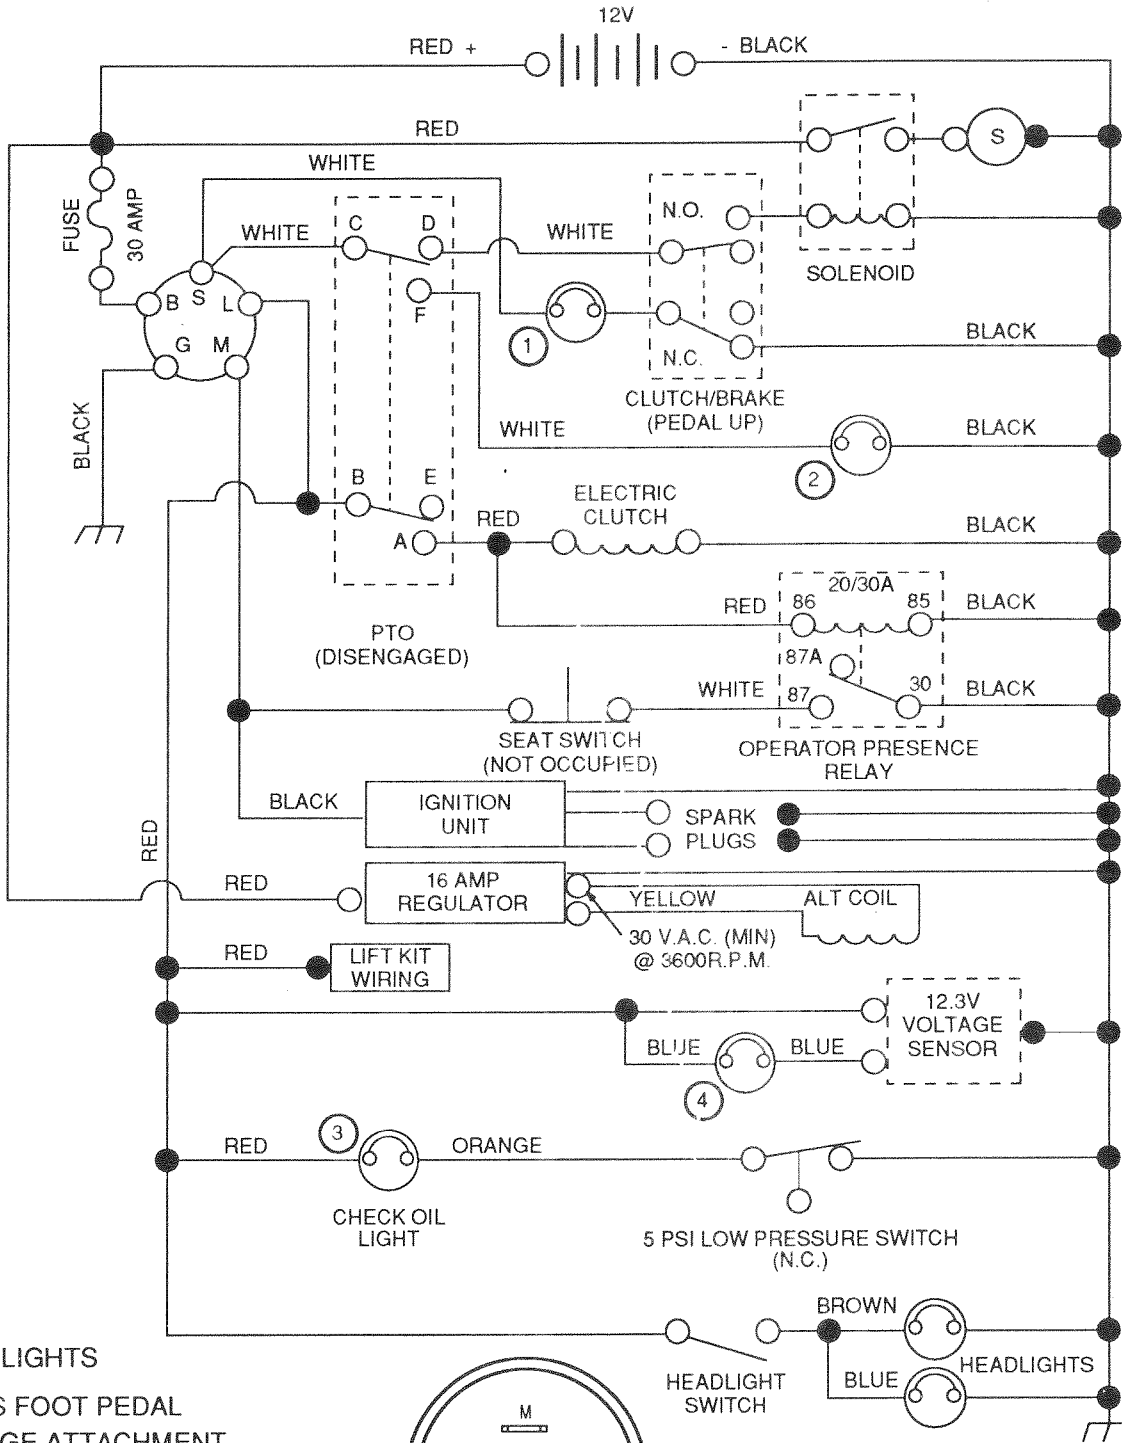 12V
RED +
- BLACK
RED
WHITE
FUSE
30 AMP
WHITE
C
D
WHITE
N.O.
S
SOLENOID
B
S
L
F
G
M
1
N.C.
BLACK
CLUTCH/BRAKE
(PEDAL UP)
BLACK
WHITE
BLACK
2
B
E
ELECTRIC
CLUTCH
A
RED
BLACK
20/30A
RED
86
85
BLACK
PTO
(DISENGAGED)
87A
WHITE
87
30
BLACK
SEAT SWITCH
(NOT OCCUPIED)
OPERATOR PRESENCE
RELAY
RED
BLACK
IGNITION
UNIT
SPARK
PLUGS
RED
16 AMP
REGULATOR
YELLOW
ALT COIL
30 V.A.C. (MIN)
@ 3600R.P.M.
RED
LIFT KIT
WIRING
12.3V
VOLTAGE
SENSOR
BLUE
BLUE
4
3
RED
ORANGE
CHECK OIL
LIGHT
5 PSI LOW PRESSURE SWITCH
(N.C.)
BROWN
HEADLIGHTS
BLUE
HEADLIGHT
SWITCH
LIGHTS
S FOOT PEDAL
GE ATTACHMENT
M